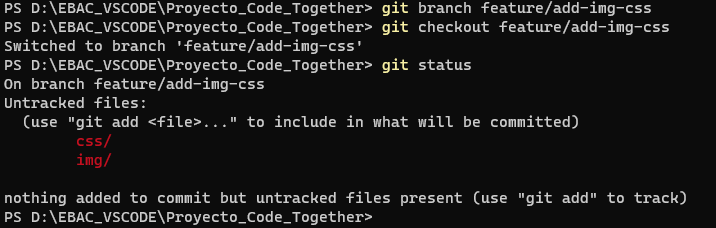 PS D:\EBAC_VSCODE\Proyecto_Code_Together> git branch feature/add-img-css
PS D:\EBAC_VSCODE\Proyecto_Code_Together> git checkout feature/add-img-css
Switched to branch 'feature/add-img-css'
PS D:\EBAC_VSCODE\Proyecto_Code_Together> git status
On branch feature/add-img-css
Untracked files:
  (use "git add <file>..." to include in what will be committed)
        css/
        img/

nothing added to commit but untracked files present (use "git add" to track)
PS D:\EBAC_VSCODE\Proyecto_Code_Together>